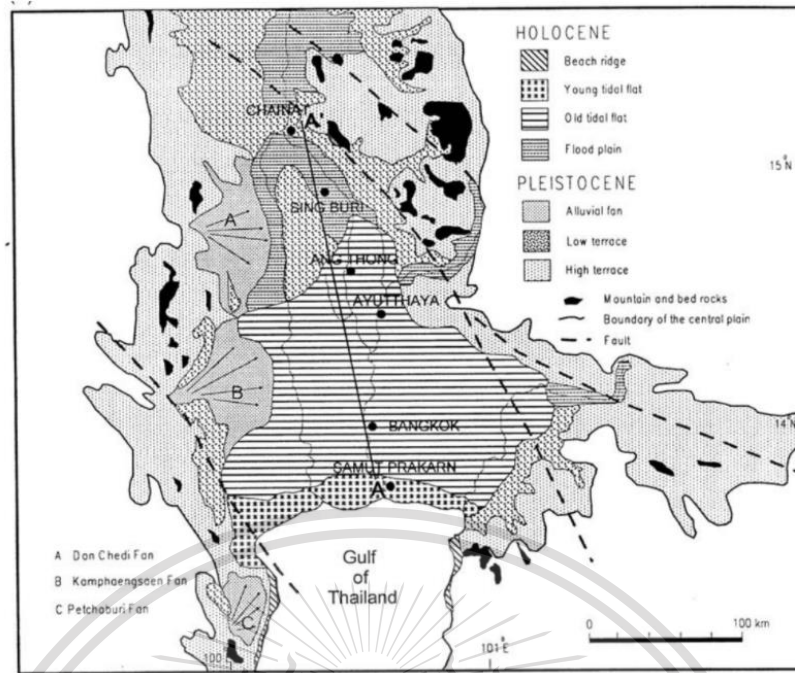 HOLOCENE
Beach ridge
Young tidal flat
Old tidal flat
Flood plain
PLEISTOCENE
Alluvial fan
Low terrace
High terrace
Mountain and bed rocks
Boundary of the central plain
Fault
15°N
CHAINAT
A'
SING BURI
A
ANG THONG
AYUTTHAYA
B
BANGKOK
14°N
SAMUT PRAKARN
A
Gulf
of
Thailand
A Don Chedi Fan
B Kamphaengsaen Fan
C Petchaburi Fan
C
100°E
101°E
0 100 km